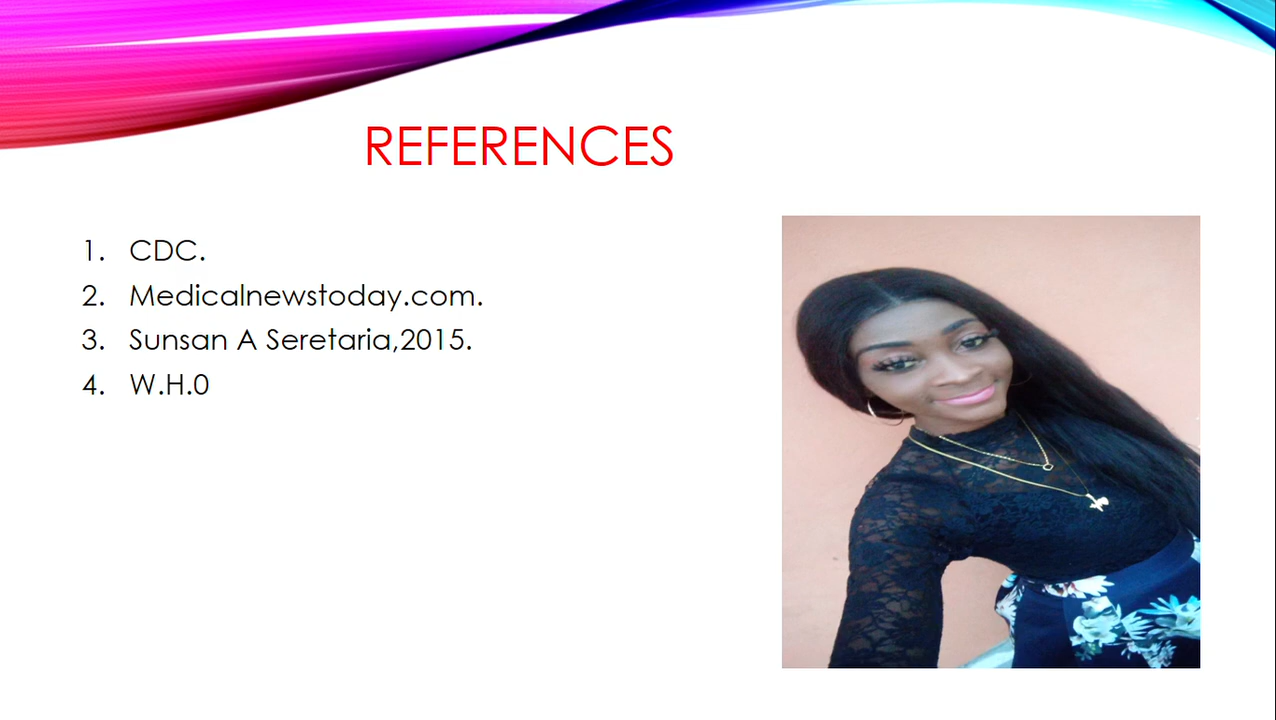 REFERENCES
1. CDC.
2. Medicalnewstoday.com.
3. Sunsan A Seretaria,2015.
4. W.H.0